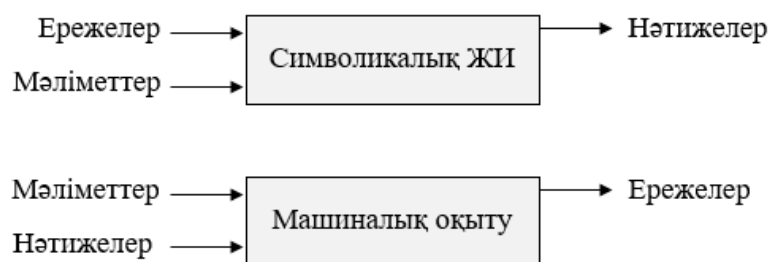 Ережелер
Символикалық ЖИ
Нәтижелер
Мәліметтер
Мәліметтер
Машиналық оқыту
Ережелер
Нәтижелер